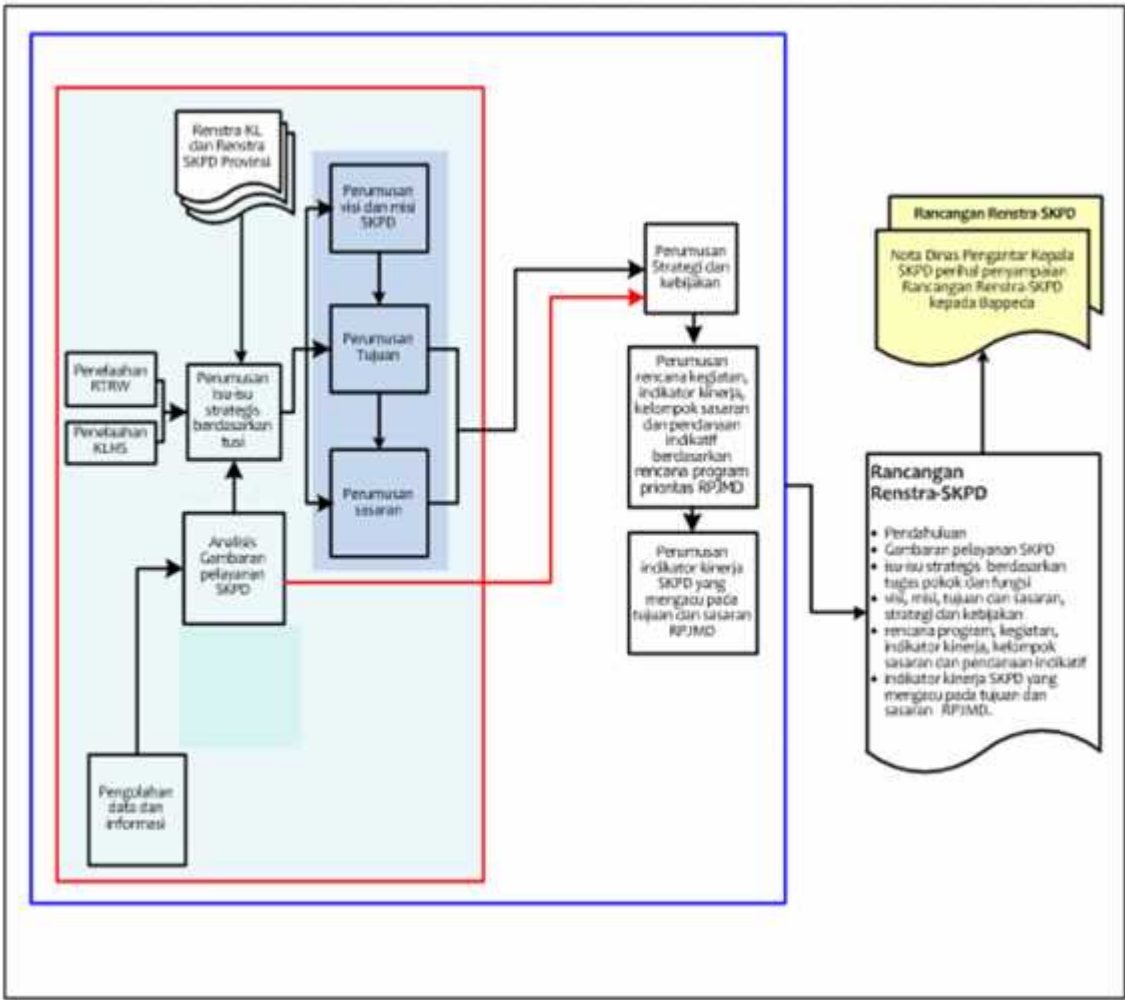 Renstra KL
dan Renstra
SKPD Provinsi
Perumusan
visi dan misi
SKPD
Perumusan
Tujuan
Perumusan
sasaran
Penelaahan
RTRW
Penelaahan
KLHS
Perumusan
Isu-isu
strategis
berdasarkan
tusi
Analisis
Gambaran
pelayanan
SKPD
Pengolahan
data dan
informasi
Perumusan
Strategi dan
kebijakan
Perumusan
rencana kegiatan,
indikator kinerja,
kelompok sasaran
dan pendanaan
indikatif
berdasarkan
rencana program
prioritas RPJMD
Perumusan
indikator kinerja
SKPD yang
mengacu pada
tujuan dan sasaran
RPJMD
Rancangan Renstra-SKPD
Nota Dinas Pengantar Kepala
SKPD perihal penyampaian
Rancangan Renstra-SKPD
kepada Bappeda
Rancangan
Renstra-SKPD
• Pendahuluan
• Gambaran pelayanan SKPD
• isu-isu strategis berdasarkan
tugas pokok dan fungsi
• visi, misi, tujuan dan sasaran,
strategi dan kebijakan
• rencana program, kegiatan,
indikator kinerja, kelompok
sasaran dan pendanaan indikatif
• indikator kinerja SKPD yang
mengacu pada tujuan dan
sasaran RPJMD.